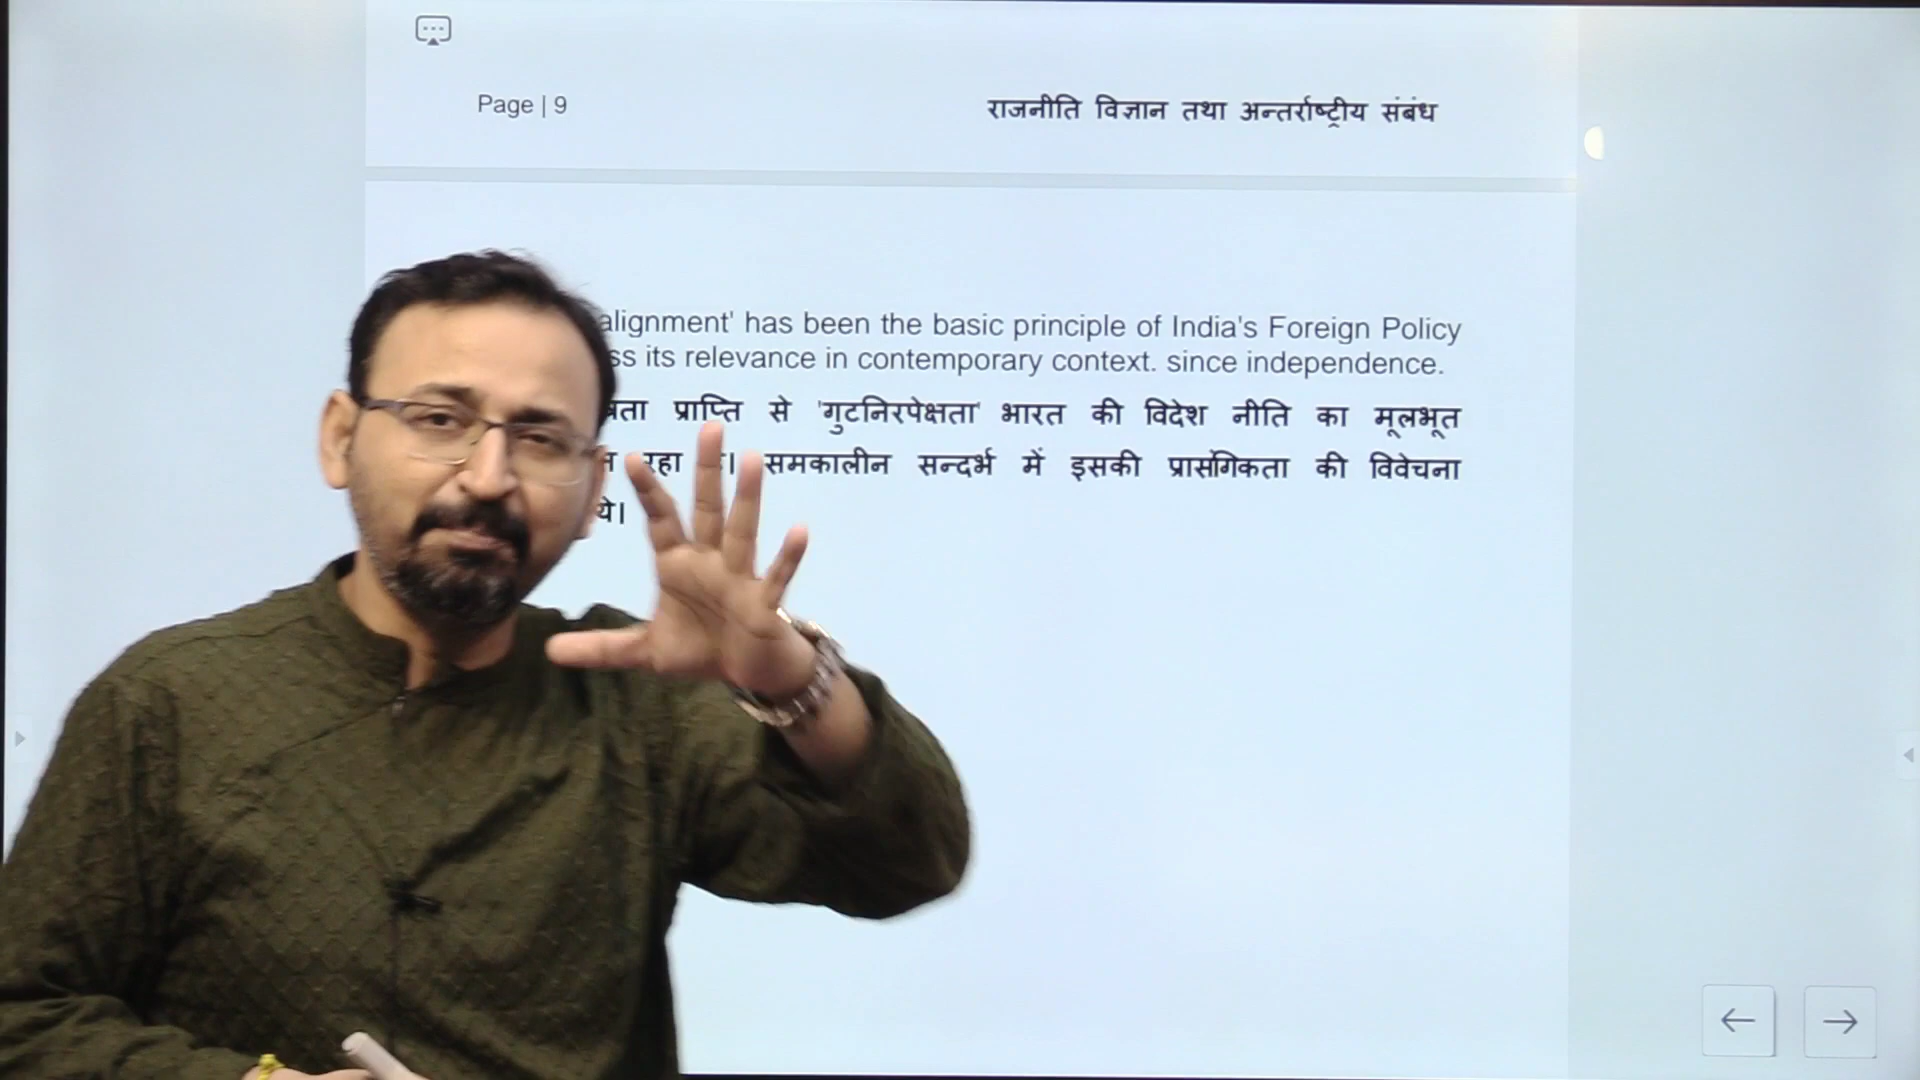 Page | 9
राजनीति विज्ञान तथा अन्तर्राष्ट्रीय संबंध
alignment' has been the basic principle of India's Foreign Policy
ss its relevance in contemporary context. since independence.
प्राप्ति से 'गुटनिरपेक्षता' भारत की विदेश नीति का मूलभूत
रहा समकालीन सन्दर्भ में इसकी प्रासंगिकता की विवेचना
ये।